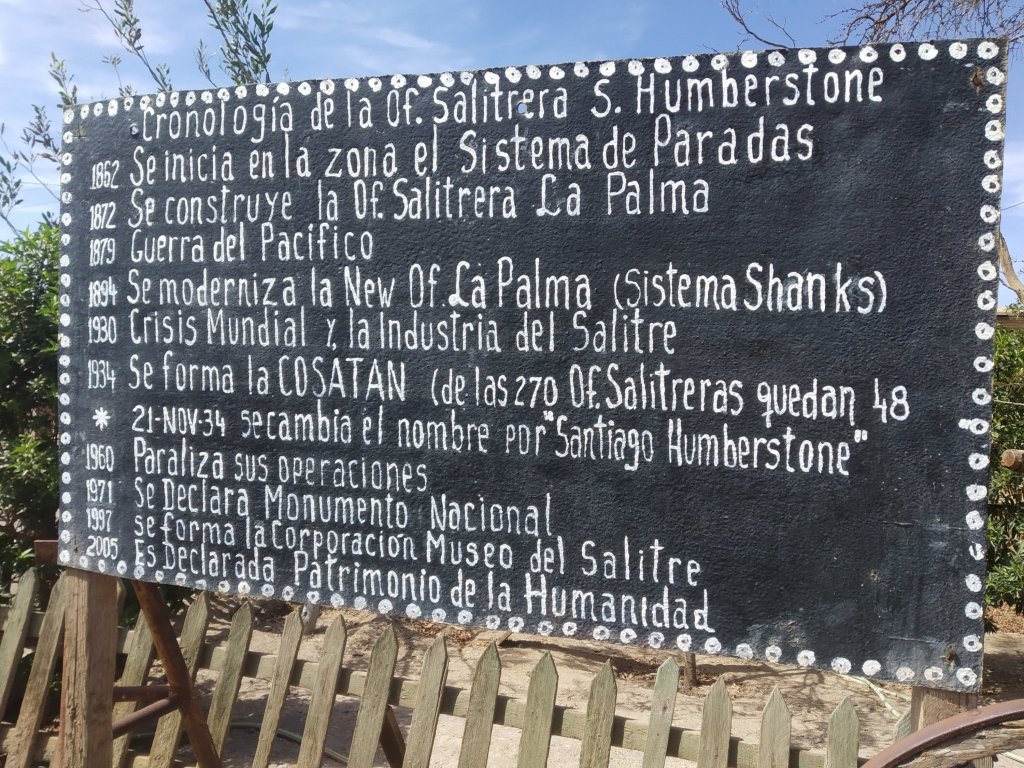 Cronología de la Of. Salitrera S. Humberstone
1862 Se inicia en la zona el Sistema de Paradas
1872 Se construye la Of. Salitrera La Palma
1879 Guerra del Pacifico
1894 Se moderniza la New Of. La Palma (Sistema Shanks)
1930 Crisis Mundial y, la Industria del Salitre
1934 Se forma la COSATAN (de las 270 Of. Salitreras quedan 48
* 21-NOV-34 se cambia el nombre por "Santiago Humberstone"
1960 Paraliza sus operaciones
1971 Se Declara Monumento Nacional
1997 se forma la Corporación Museo del Salitre
2005 Es Declarada Patrimonio de la Humanidad